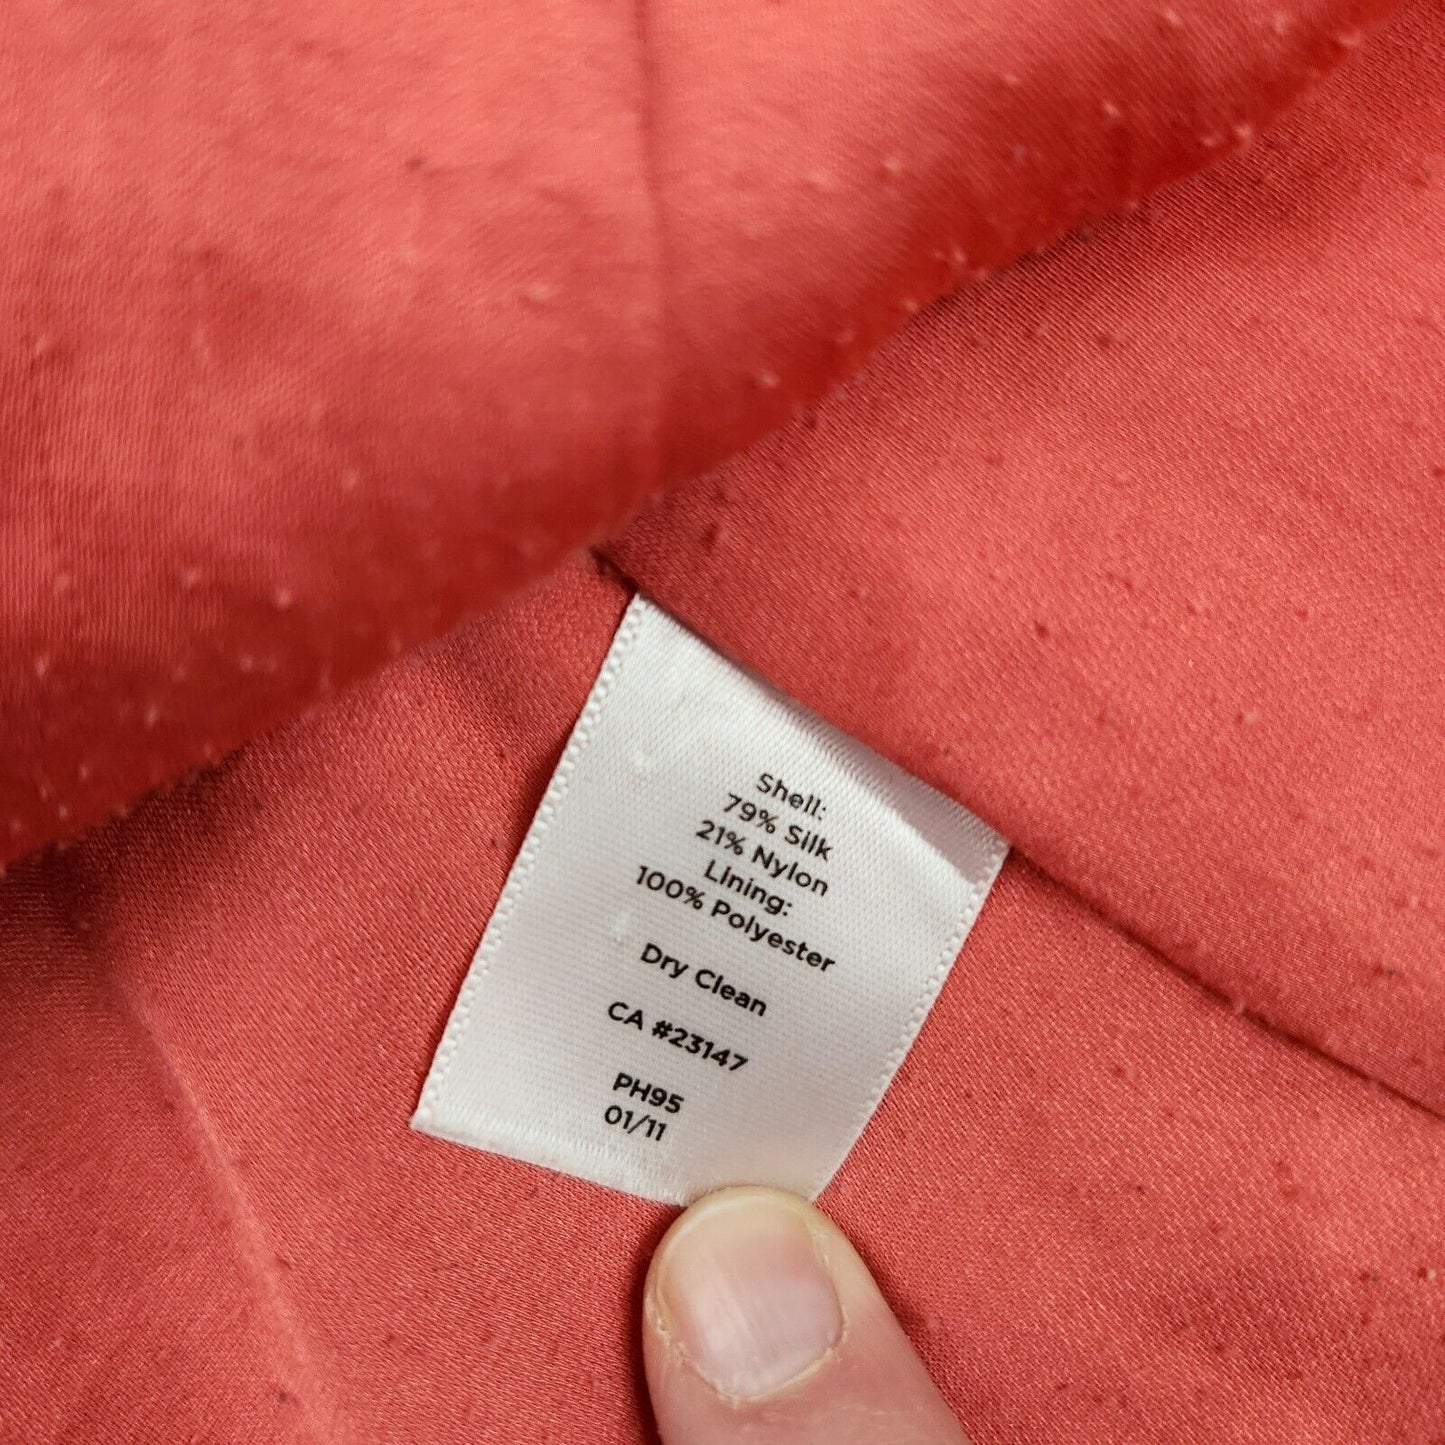 Shell:
79% Silk
21% Nylon
Lining:
100% Polyester
Dry Clean
CA #23147
PH95
01/11